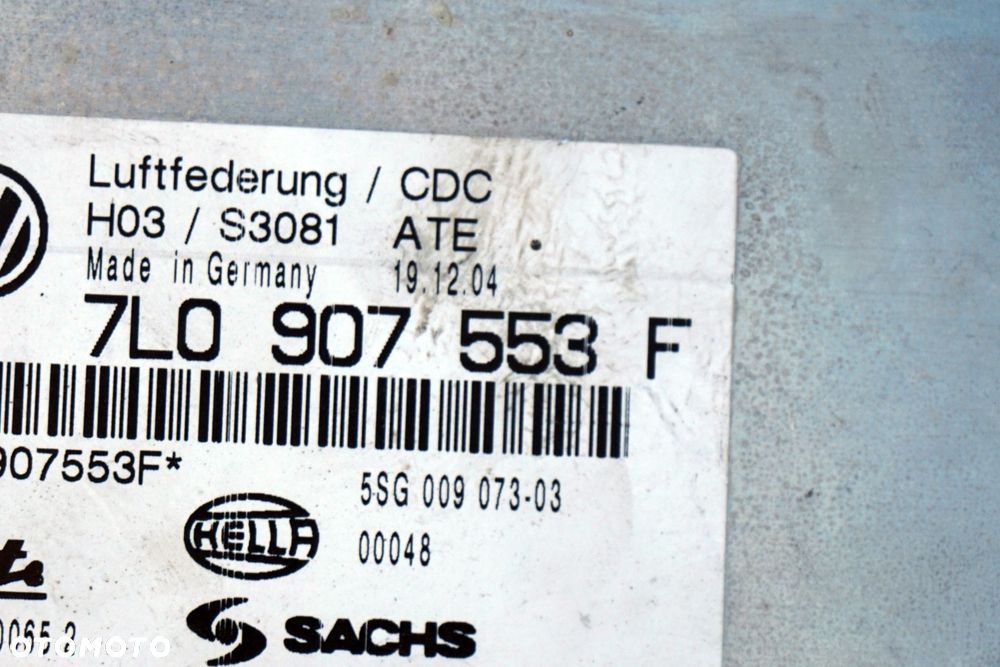 Luftfederung / CDC
H03 / S3081 ATE
Made in Germany 19.12.04
7L0 907 553 F
907553F*
5SG 009 073-03
HELLA
00048
SACHS
OTOMOTO